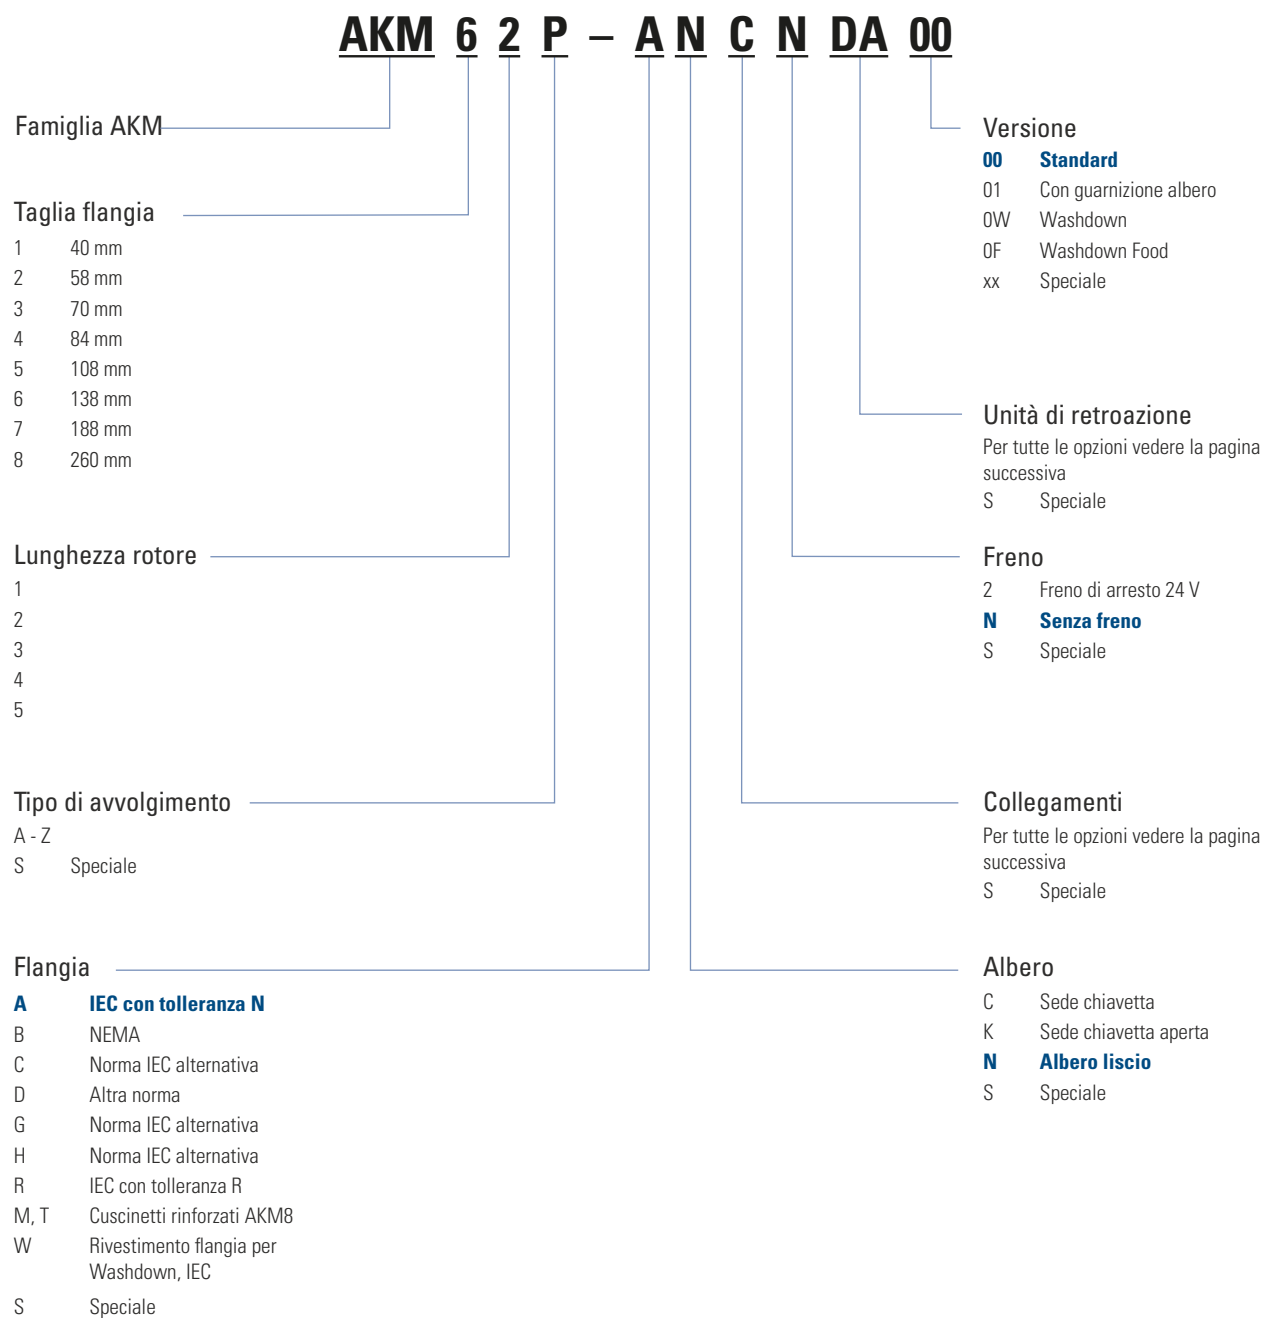 AKM 6 2 P – A N C N DA 00
Famiglia AKM
Taglia flangia
1 40 mm
2 58 mm
3 70 mm
4 84 mm
5 108 mm
6 138 mm
7 188 mm
8 260 mm
Lunghezza rotore
1
2
3
4
5
Tipo di avvolgimento
A - Z
S Speciale
Flangia
A IEC con tolleranza N
B NEMA
C Norma IEC alternativa
D Altra norma
G Norma IEC alternativa
H Norma IEC alternativa
R IEC con tolleranza R
M, T Cuscinetti rinforzati AKM8
W Rivestimento flangia per
Washdown, IEC
S Speciale
Versione
00 Standard
01 Con guarnizione albero
0W Washdown
0F Washdown Food
xx Speciale
Unità di retroazione
Per tutte le opzioni vedere la pagina
successiva
S Speciale
Freno
2 Freno di arresto 24 V
N Senza freno
S Speciale
Collegamenti
Per tutte le opzioni vedere la pagina
successiva
S Speciale
Albero
C Sede chiavetta
K Sede chiavetta aperta
N Albero liscio
S Speciale